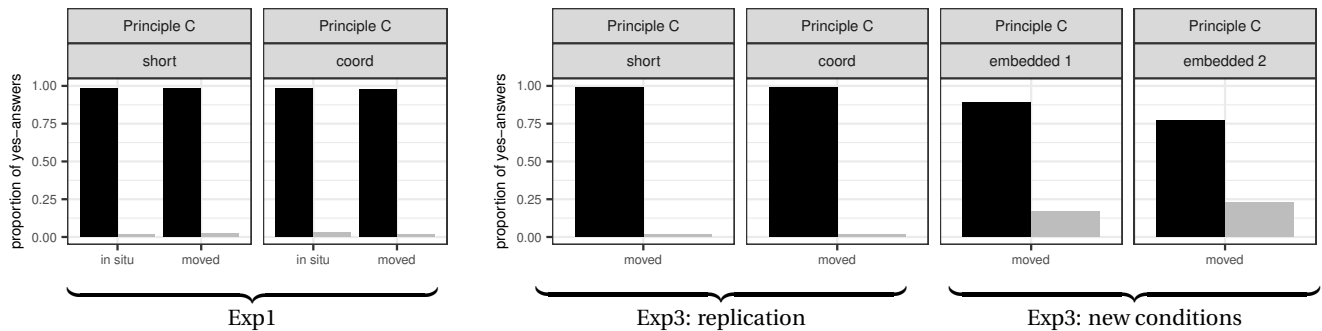 Principle C Principle C Principle C Principle C Principle C Principle C
short coord short coord embedded 1 embedded 2
proportion of yes−answers
1.00
0.75
0.50
0.25
0.00
in situ moved in situ moved
proportion of yes−answers
1.00
0.75
0.50
0.25
0.00
moved moved moved moved
Exp1 Exp3: replication Exp3: new conditions